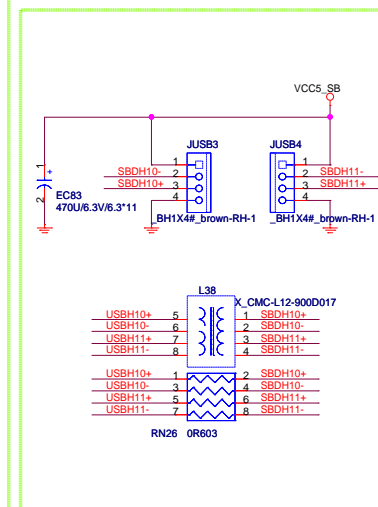 VCC5_SB
JUSB3 JUSB4
1 1 1
SBDH10- 2 2 SBDH11-
SBDH10+ 3 3 SBDH11+
4 4
+
2
EC83
470U/6.3V/6.3*11
_BH1X4#_brown-RH-1 _BH1X4#_brown-RH-1
L38
X_CMC-L12-900D017
USBH10+ 5 1 SBDH10+
USBH10- 6 2 SBDH10-
USBH11+ 7 3 SBDH11+
USBH11- 8 4 SBDH11-
USBH10+ 1 2 SBDH10+
USBH10- 3 4 SBDH10-
USBH11+ 5 6 SBDH11+
USBH11- 7 8 SBDH11-
RN26 0R603